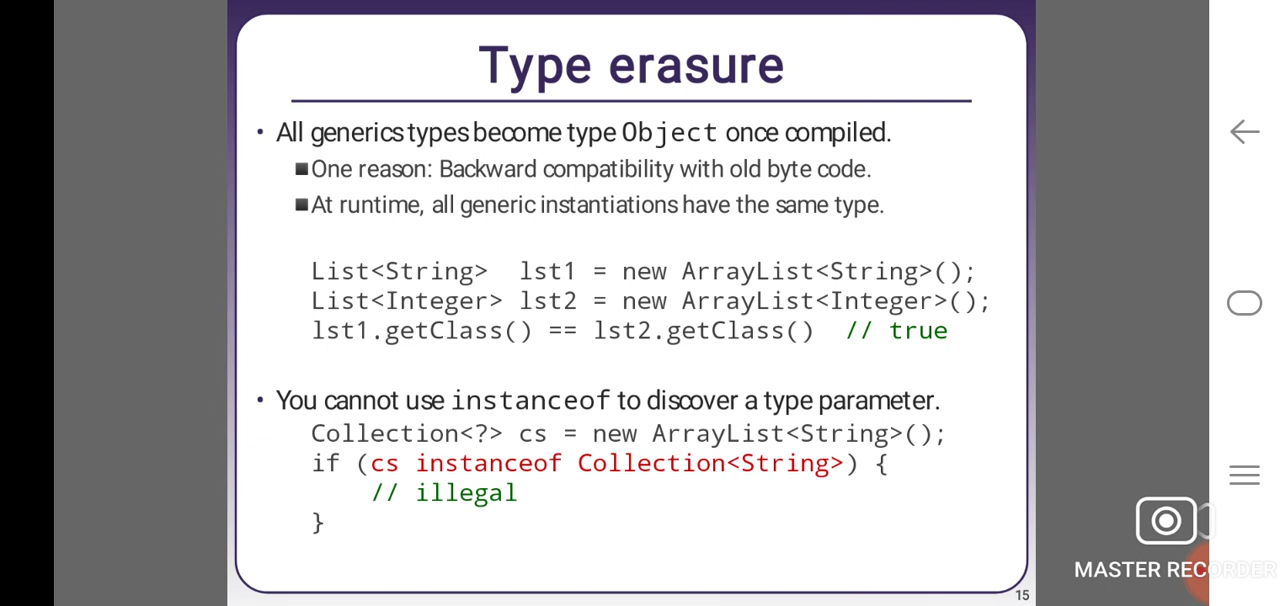 Type erasure
• All generics types become type Object once compiled.
■ One reason: Backward compatibility with old byte code.
■ At runtime, all generic instantiations have the same type.
List<String>  lst1 = new ArrayList<String>();
List<Integer> lst2 = new ArrayList<Integer>();
lst1.getClass() == lst2.getClass()  // true
• You cannot use instanceof to discover a type parameter.
Collection<?> cs = new ArrayList<String>();
if (cs instanceof Collection<String>) {
    // illegal
}
MASTER RECORDER
15